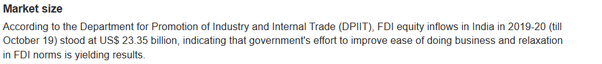 Market size
According to the Department for Promotion of Industry and Internal Trade (DPIIT), FDI equity inflows in India in 2019-20 (till
October 19) stood at US$ 23.35 billion, indicating that government's effort to improve ease of doing business and relaxation
in FDI norms is yielding results.